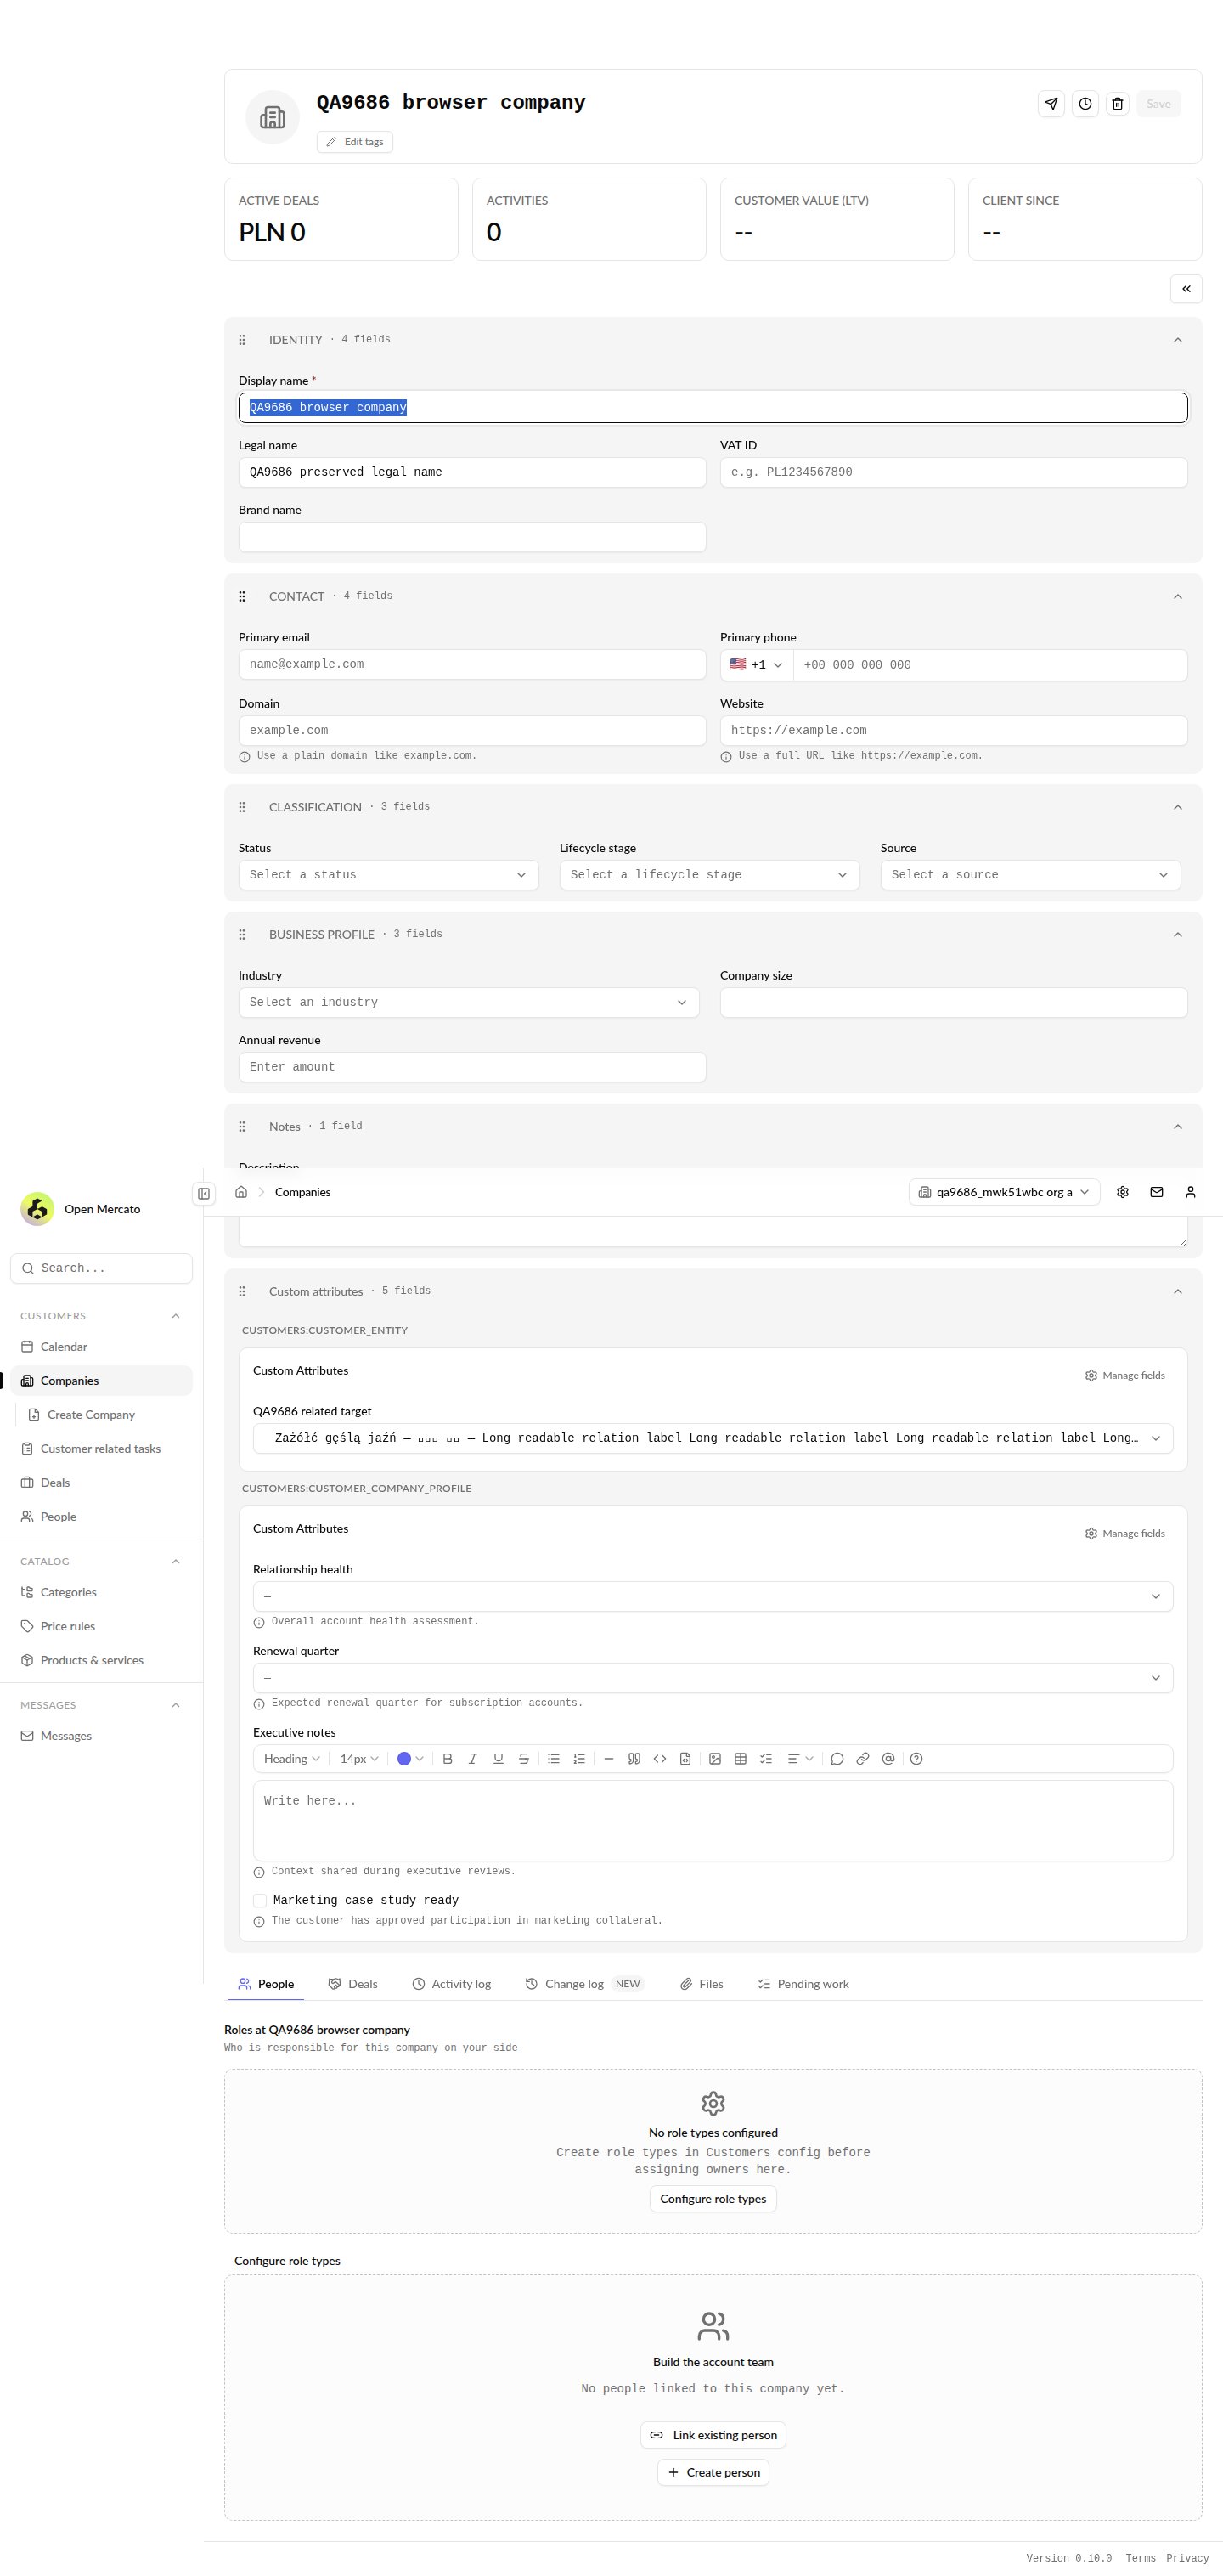 QA9686 browser company
Save
Edit tags
ACTIVE DEALS
PLN 0
ACTIVITIES
0
CUSTOMER VALUE (LTV)
--
CLIENT SINCE
--
IDENTITY · 4 fields
Display name *
QA9686 browser company
Legal name
VAT ID
QA9686 preserved legal name
e.g. PL1234567890
Brand name
CONTACT · 4 fields
Primary email
Primary phone
name@example.com
+1
+00 000 000 000
Domain
Website
example.com
https://example.com
Use a plain domain like example.com.
Use a full URL like https://example.com.
CLASSIFICATION · 3 fields
Status
Lifecycle stage
Source
Select a status
Select a lifecycle stage
Select a source
BUSINESS PROFILE · 3 fields
Industry
Company size
Select an industry
Annual revenue
Enter amount
Notes · 1 field
Description
Open Mercato
Companies
qa9686_mwk51wbc org a
Search...
CUSTOMERS
Calendar
Companies
Create Company
Customer related tasks
Deals
People
CATALOG
Categories
Price rules
Products & services
MESSAGES
Messages
Custom attributes · 5 fields
CUSTOMERS:CUSTOMER_ENTITY
Custom Attributes
Manage fields
QA9686 related target
Zażółć gęślą jaźń — — Long readable relation label Long readable relation label Long readable relation label Long…
CUSTOMERS:CUSTOMER_COMPANY_PROFILE
Custom Attributes
Manage fields
Relationship health
—
Overall account health assessment.
Renewal quarter
—
Expected renewal quarter for subscription accounts.
Executive notes
Heading
14px
Write here...
Context shared during executive reviews.
Marketing case study ready
The customer has approved participation in marketing collateral.
People
Deals
Activity log
Change log NEW
Files
Pending work
Roles at QA9686 browser company
Who is responsible for this company on your side
No role types configured
Create role types in Customers config before
assigning owners here.
Configure role types
Configure role types
Build the account team
No people linked to this company yet.
Link existing person
Create person
Version 0.10.0 Terms Privacy